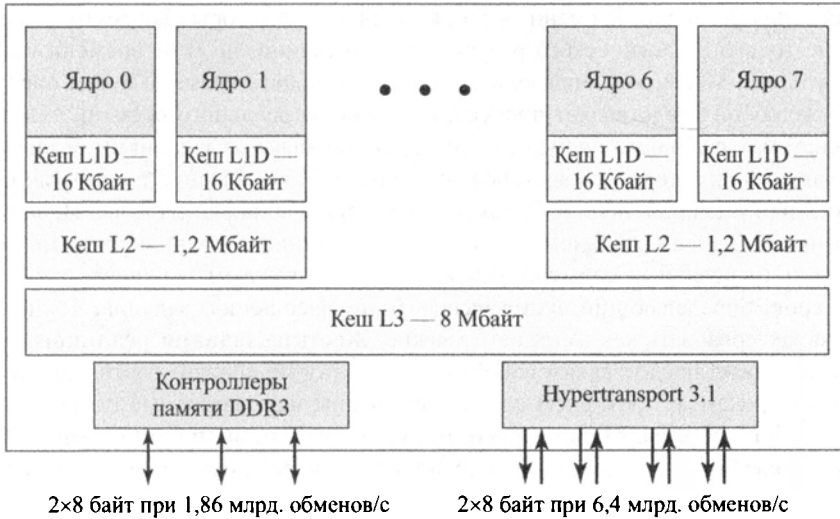 Ядро 0
Ядро 1
Ядро 6
Ядро 7
Кеш L1D —
16 Кбайт
Кеш L1D —
16 Кбайт
Кеш L1D —
16 Кбайт
Кеш L1D —
16 Кбайт
Кеш L2 — 1,2 Мбайт
Кеш L2 — 1,2 Мбайт
Кеш L3 — 8 Мбайт
Контроллеры
памяти DDR3
Hypertransport 3.1
2×8 байт при 1,86 млрд. обменов/с
2×8 байт при 6,4 млрд. обменов/с